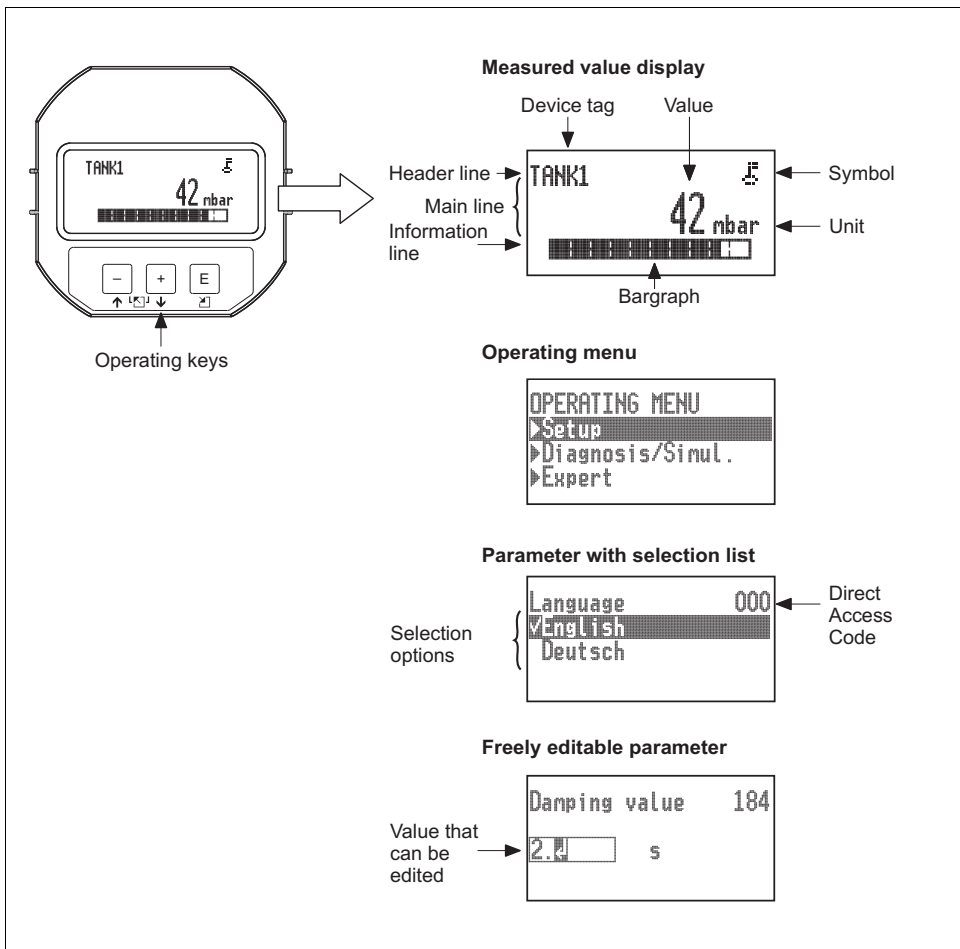 Measured value display
Device tag
Value
TANK1
42 mbar
– + E
Operating keys
Header line
Main line
Information
line
TANK1
42 mbar
Symbol
Unit
Bargraph
Operating menu
OPERATING MENU
Setup
Diagnosis/Simul.
Expert
Parameter with selection list
Language 000
English
Deutsch
Selection
options
Direct
Access
Code
Freely editable parameter
Damping value 184
2. s
Value that
can be
edited